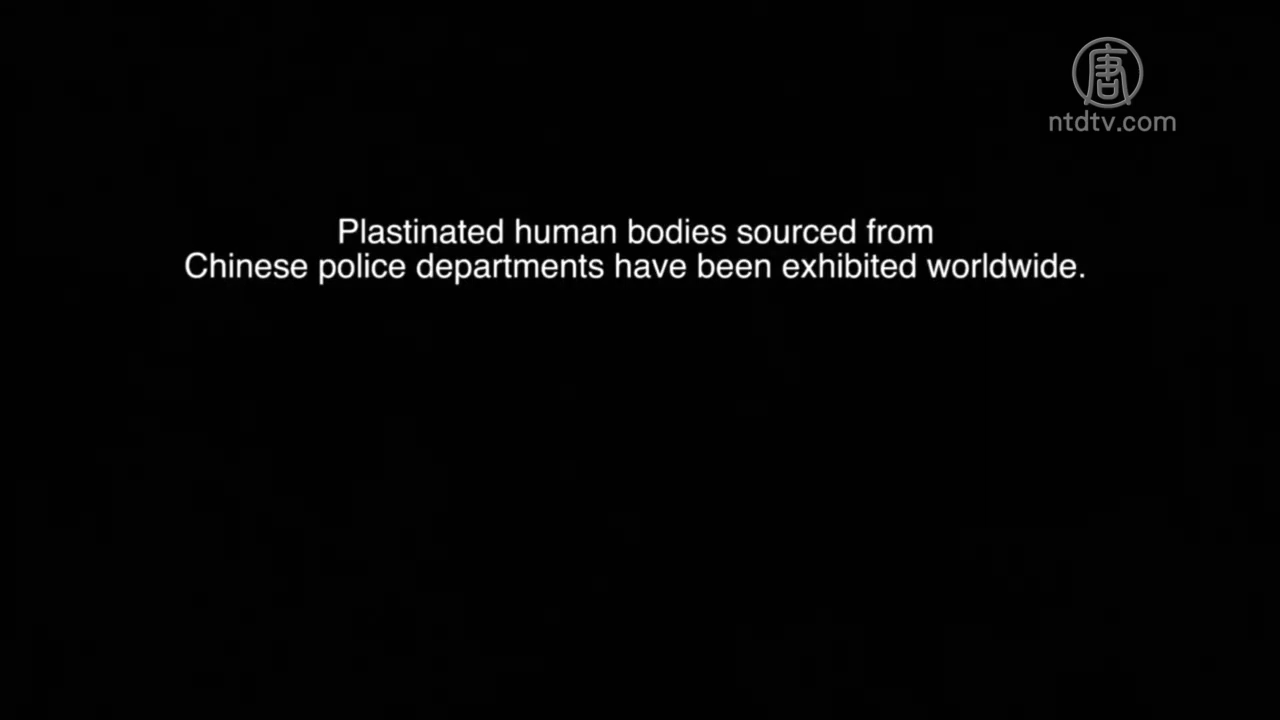 唐
ntdtv.com
Plastinated human bodies sourced from
Chinese police departments have been exhibited worldwide.